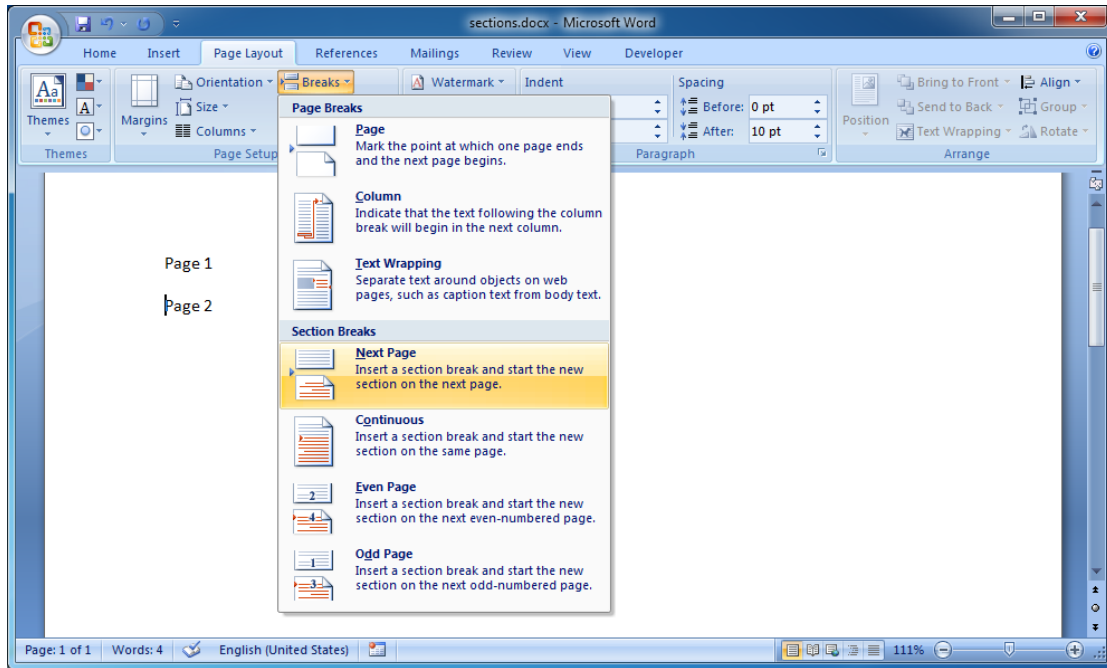 sections.docx - Microsoft Word
Home Insert Page Layout References Mailings Review View Developer
Aa Orientation Breaks Watermark Indent Spacing Bring to Front Align
A Size Before: 0 pt Send to Back Group
Themes Margins Columns After: 10 pt Position Text Wrapping Rotate
Themes Page Setup Paragraph Arrange
Page Breaks
Page
Mark the point at which one page ends
and the next page begins.
Column
Indicate that the text following the column
break will begin in the next column.
Text Wrapping
Separate text around objects on web
pages, such as caption text from body text.
Section Breaks
Next Page
Insert a section break and start the new
section on the next page.
Continuous
Insert a section break and start the new
section on the same page.
2
Even Page
Insert a section break and start the new
4
section on the next even-numbered page.
1
Odd Page
Insert a section break and start the new
3
section on the next odd-numbered page.
Page 1
Page 2
Page: 1 of 1 Words: 4 English (United States) 111%